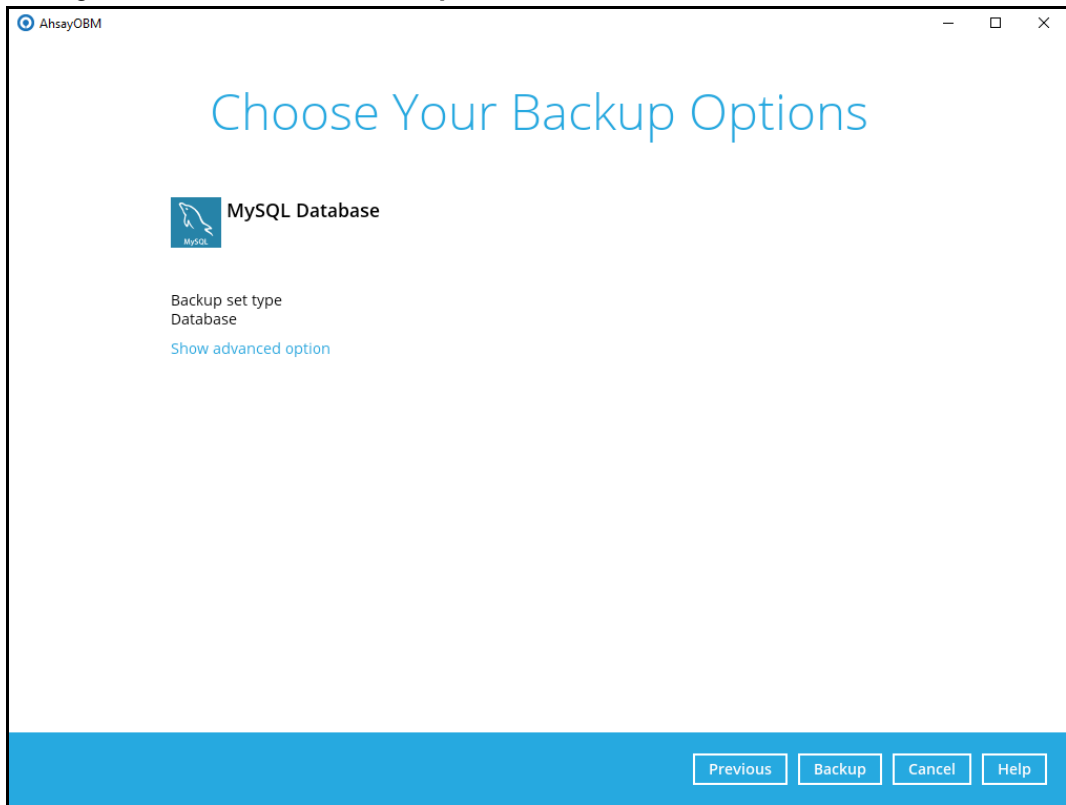 AhsayOBM
Choose Your Backup Options
MySQL
MySQL Database
Backup set type
Database
Show advanced option
Previous Backup Cancel Help